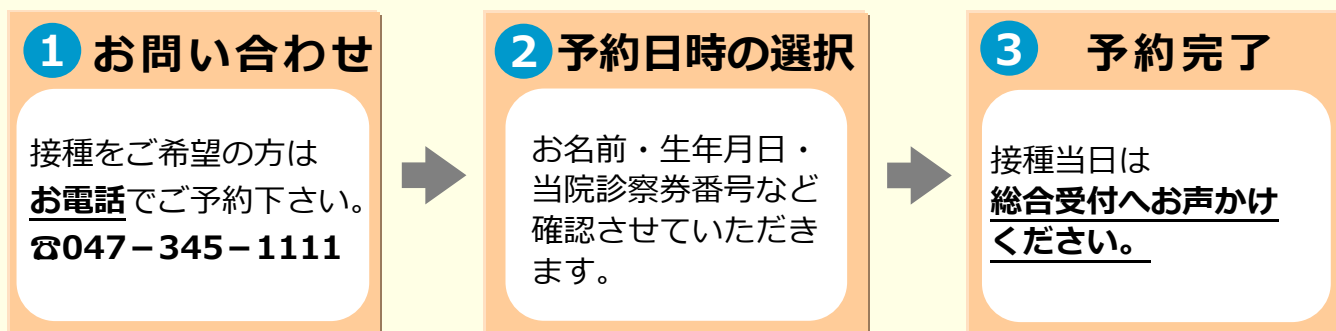 1 お問い合わせ
接種をご希望の方は
お電話でご予約下さい。
☎047－345－1111
2 予約日時の選択
お名前・生年月日・
当院診察券番号など
確認させていただき
ます。
3 予約完了
接種当日は
総合受付へお声かけ
ください。